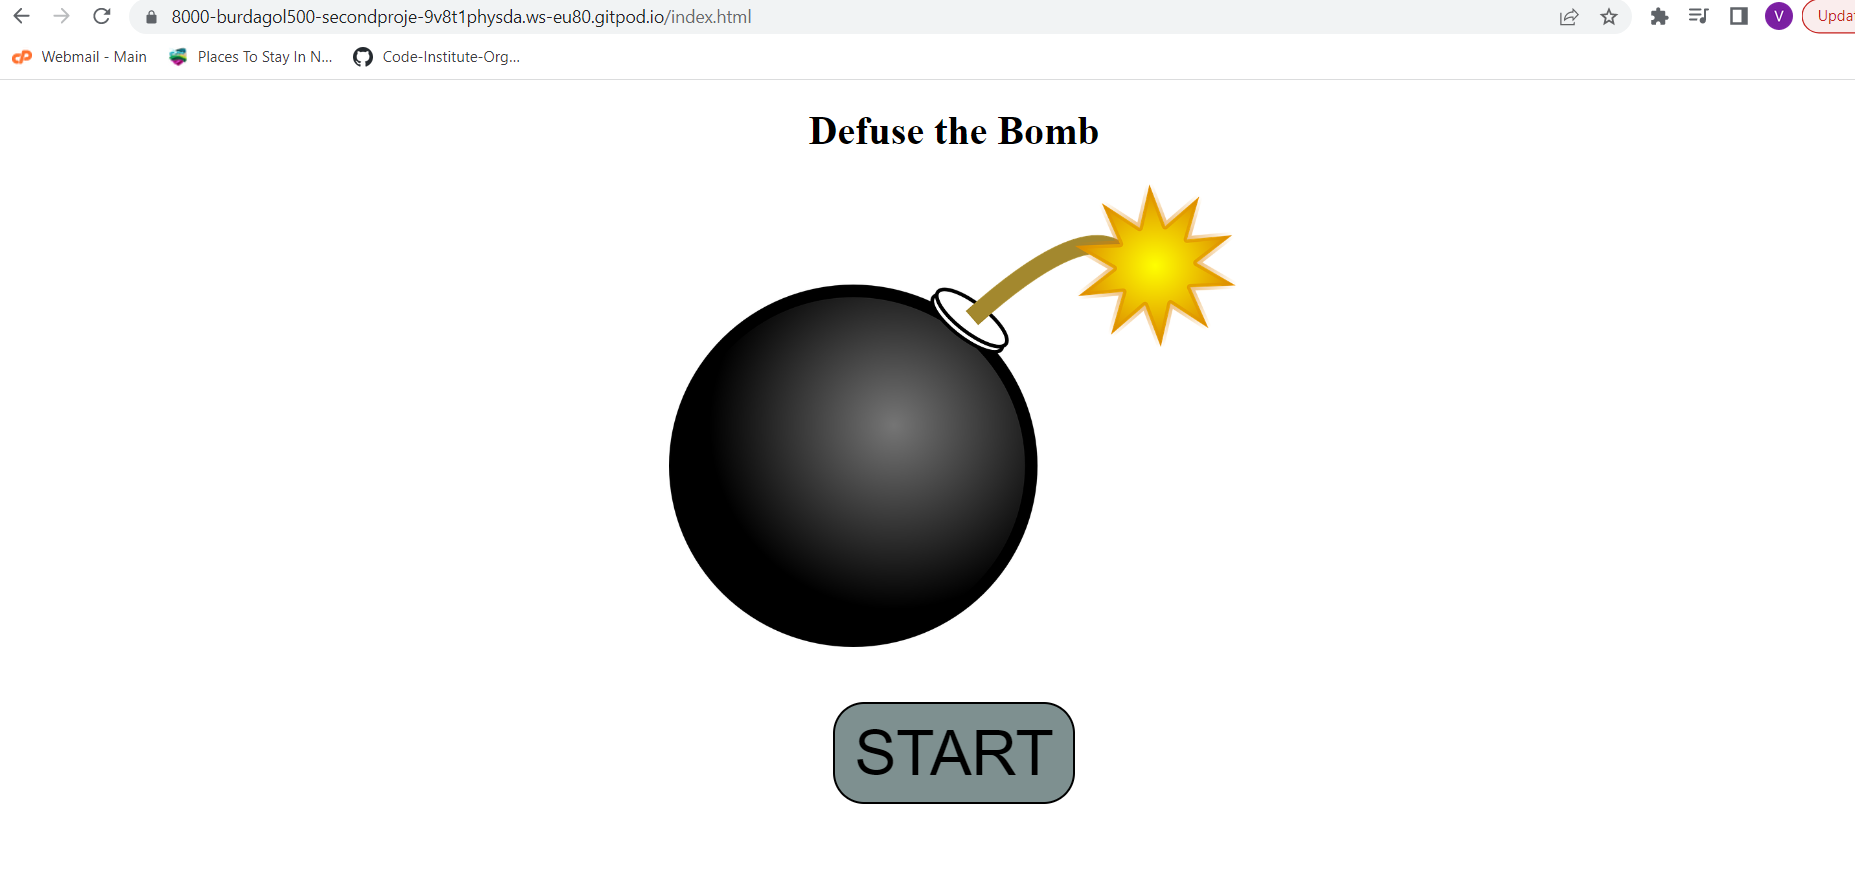 8000-burdagol500-secondproje-9v8t1physda.ws-eu80.gitpod.io/index.html
V
Updat
Webmail - Main
Places To Stay In N...
Code-Institute-Org...
Defuse the Bomb
START